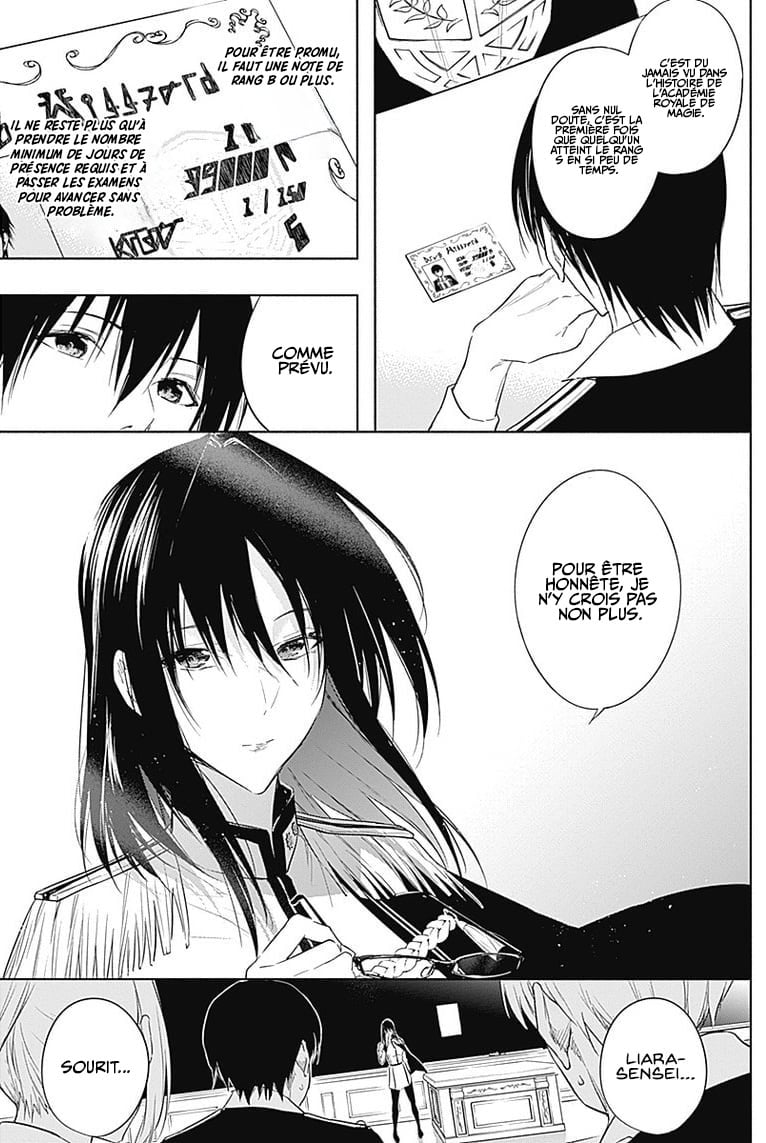 C'EST DU
JAMAIS VU DANS
L'HISTOIRE DE
L'ACADÉMIE
ROYALE DE
MAGIE.
SANS NUL
DOUTE, C'EST LA
PREMIÈRE FOIS
QUE QUELQU'UN
ATTEINT LE RANG
S EN SI PEU DE
TEMPS.
POUR ÊTRE PROMU,
IL FAUT UNE NOTE DE
RANG B OU PLUS.
IL NE RESTE PLUS QU'À
PRENDRE LE NOMBRE
MINIMUM DE JOURS DE
PRÉSENCE REQUIS ET À
PASSER LES EXAMENS
POUR AVANCER SANS
PROBLÈME.
1 / 150
COMME
PRÉVU.
POUR ÊTRE
HONNÊTE, JE
N'Y CROIS PAS
NON PLUS.
LIARA-
SENSEI...
SOURIT...